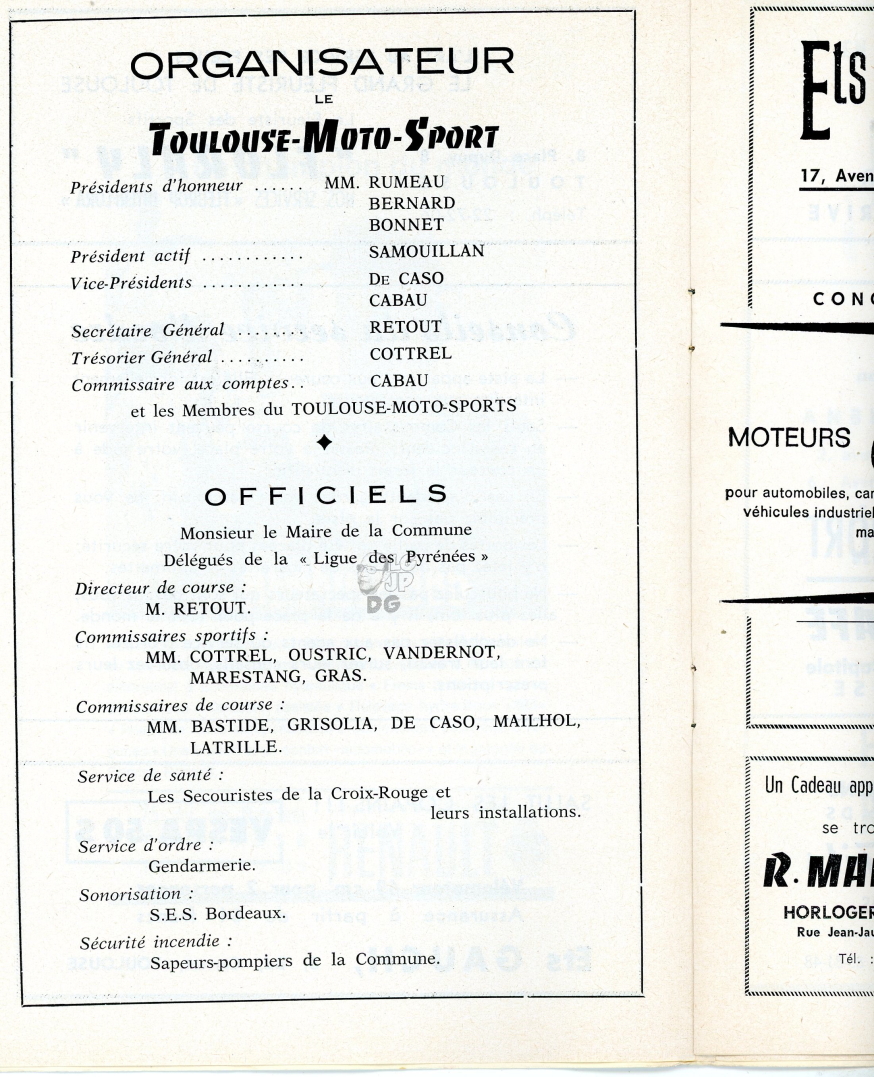 ORGANISATEUR
LE
TOULOUSE-MOTO-SPORT
Présidents d'honneur ...... MM. RUMEAU
BERNARD
BONNET
Président actif ............ SAMOUILLAN
Vice-Présidents ............ DE CASO
CABAU
Secrétaire Général ......... RETOUT
Trésorier Général .......... COTTREL
Commissaire aux comptes.. CABAU
et les Membres du TOULOUSE-MOTO-SPORTS
OFFICIELS
Monsieur le Maire de la Commune
Délégués de la « Ligue des Pyrénées »
Directeur de course :
M. RETOUT.
Commissaires sportifs :
MM. COTTREL, OUSTRIC, VANDERNOT,
MARESTANG, GRAS.
Commissaires de course :
MM. BASTIDE, GRISOLIA, DE CASO, MAILHOL,
LATRILLE.
Service de santé :
Les Secouristes de la Croix-Rouge et
leurs installations.
Service d'ordre :
Gendarmerie.
Sonorisation :
S.E.S. Bordeaux.
Sécurité incendie :
Sapeurs-pompiers de la Commune.
JP
DG
Ets
17, Aven
CONC
MOTEURS
pour automobiles, car
véhicules industriel
ma
Un Cadeau app
se tro
R. MA
HORLOGER
Rue Jean-Jau
Tél. :